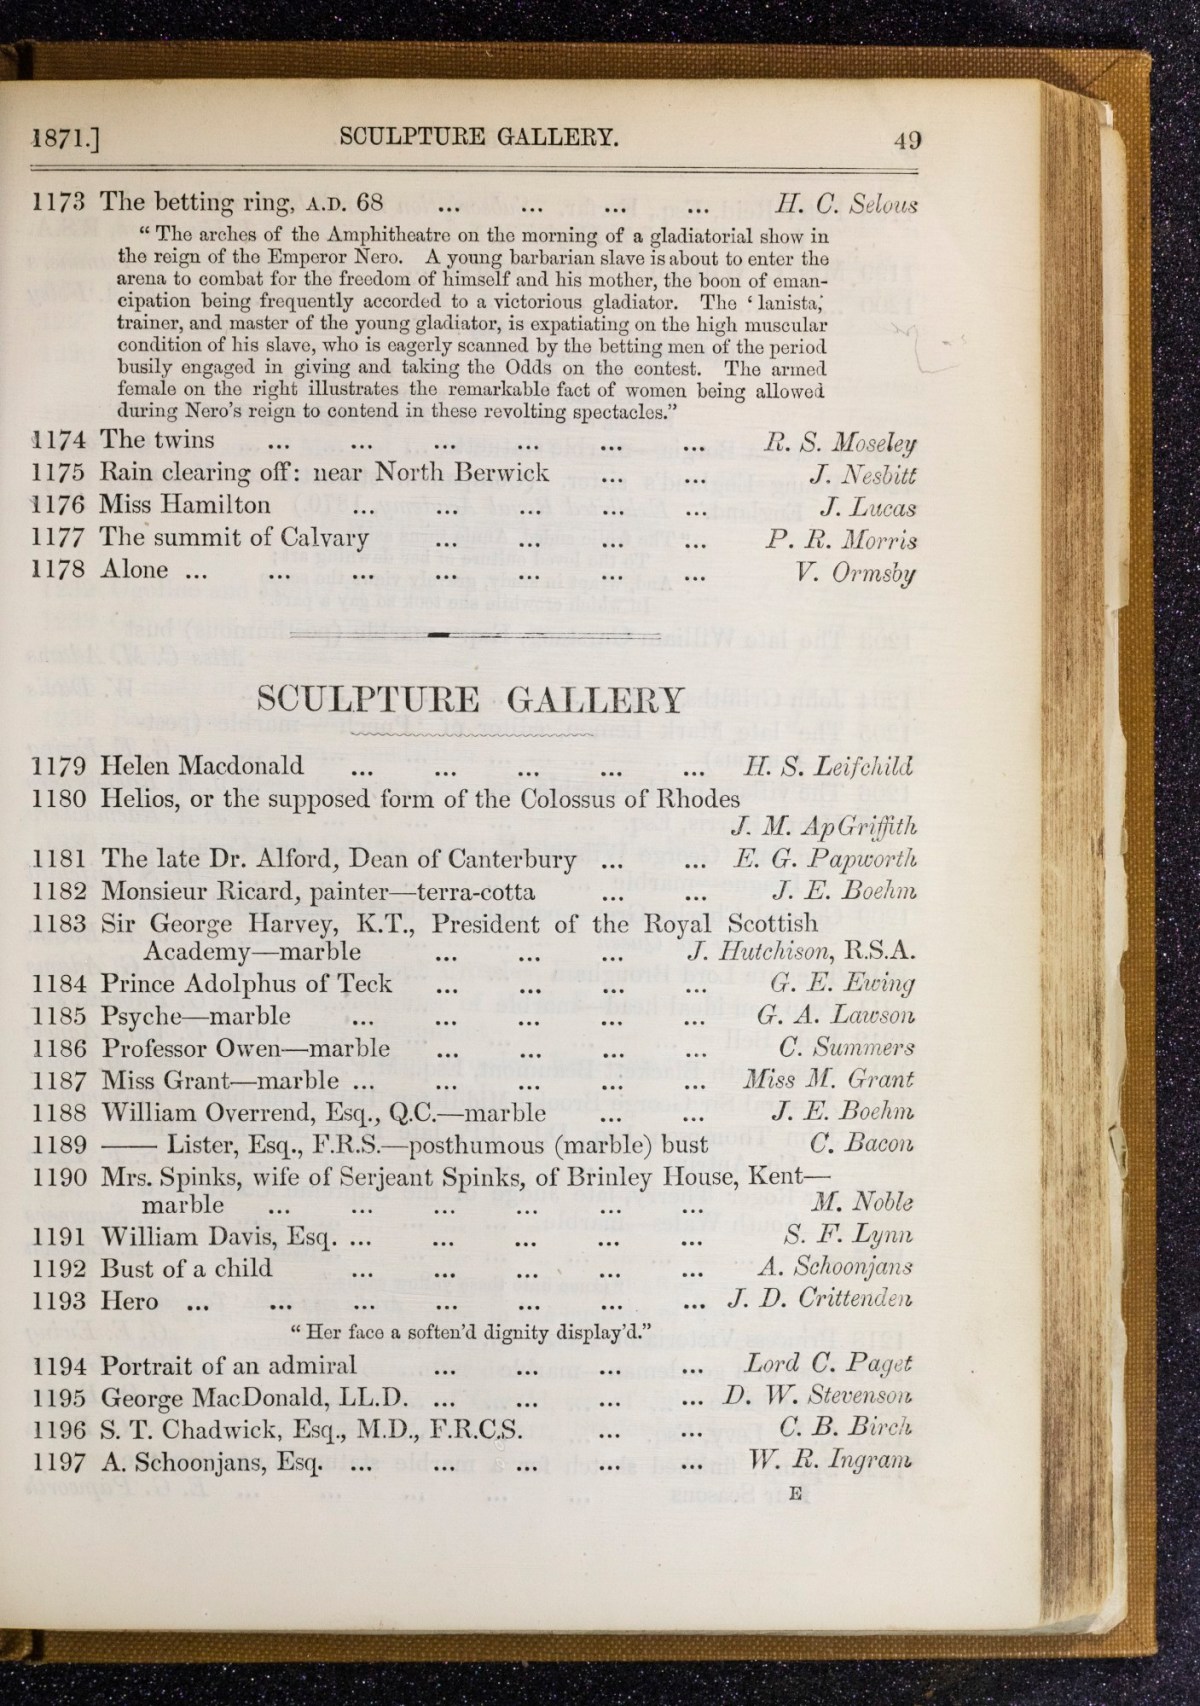 1871.] SCULPTURE GALLERY. 49
1173 The betting ring, A.D. 68 ... ... ... ... H. C. Selous
“ The arches of the Amphitheatre on the morning of a gladiatorial show in
the reign of the Emperor Nero. A young barbarian slave is about to enter the
arena to combat for the freedom of himself and his mother, the boon of eman-
cipation being frequently accorded to a victorious gladiator. The ‘ lanista,’
trainer, and master of the young gladiator, is expatiating on the high muscular
condition of his slave, who is eagerly scanned by the betting men of the period
busily engaged in giving and taking the Odds on the contest. The armed
female on the right illustrates the remarkable fact of women being allowed
during Nero’s reign to contend in these revolting spectacles.”
1174 The twins ... ... ... ... ... ... R. S. Moseley
1175 Rain clearing off: near North Berwick ... ... J. Nesbitt
1176 Miss Hamilton ... ... ... ... ... J. Lucas
1177 The summit of Calvary ... ... ... ... P. R. Morris
1178 Alone ... ... ... ... ... ... ... V. Ormsby
SCULPTURE GALLERY
1179 Helen Macdonald ... ... ... ... ... H. S. Leifchild
1180 Helios, or the supposed form of the Colossus of Rhodes
J. M. ApGriffith
1181 The late Dr. Alford, Dean of Canterbury ... ... E. G. Papworth
1182 Monsieur Ricard, painter—terra-cotta ... ... J. E. Boehm
1183 Sir George Harvey, K.T., President of the Royal Scottish
Academy—marble ... ... ... J. Hutchison, R.S.A.
1184 Prince Adolphus of Teck ... ... ... ... G. E. Ewing
1185 Psyche—marble ... ... ... ... ... G. A. Lawson
1186 Professor Owen—marble ... ... ... ... C. Summers
1187 Miss Grant—marble ... ... ... ... ... Miss M. Grant
1188 William Overrend, Esq., Q.C.—marble ... ... J. E. Boehm
1189 —— Lister, Esq., F.R.S.—posthumous (marble) bust C. Bacon
1190 Mrs. Spinks, wife of Serjeant Spinks, of Brinley House, Kent—
marble ... ... ... ... ... ... M. Noble
1191 William Davis, Esq. ... ... ... ... ... S. F. Lynn
1192 Bust of a child ... ... ... ... ... A. Schoonjans
1193 Hero ... ... ... ... ... ... ... J. D. Crittenden
“ Her face a soften’d dignity display’d.”
1194 Portrait of an admiral ... ... ... ... Lord C. Paget
1195 George MacDonald, LL.D. ... ... ... ... D. W. Stevenson
1196 S. T. Chadwick, Esq., M.D., F.R.C.S. ... ... C. B. Birch
1197 A. Schoonjans, Esq. ... ... ... ... ... W. R. Ingram
E